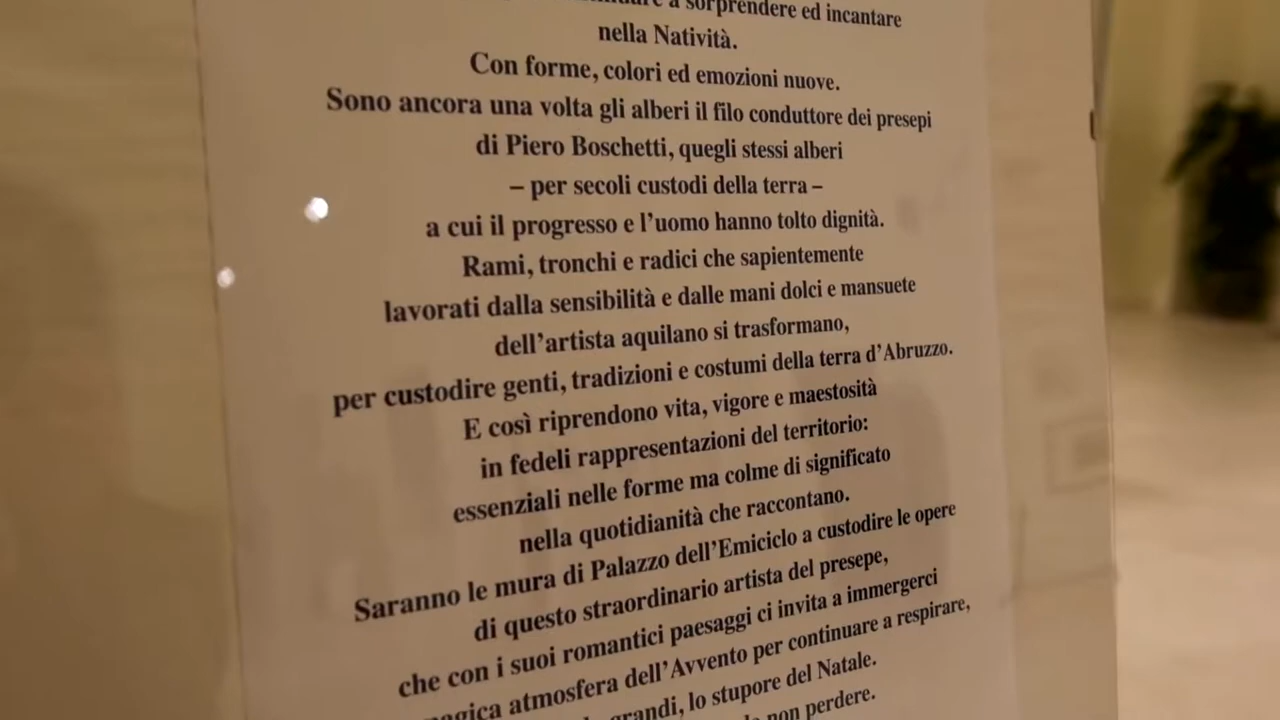 a sorprendere ed incantare
nella Natività.
Con forme, colori ed emozioni nuove.
Sono ancora una volta gli alberi il filo conduttore dei presepi
di Piero Boschetti, quegli stessi alberi
– per secoli custodi della terra –
a cui il progresso e l’uomo hanno tolto dignità.
Rami, tronchi e radici che sapientemente
lavorati dalla sensibilità e dalle mani dolci e mansuete
dell’artista aquilano si trasformano,
per custodire genti, tradizioni e costumi della terra d’Abruzzo.
E così riprendono vita, vigore e maestosità
in fedeli rappresentazioni del territorio:
essenziali nelle forme ma colme di significato
nella quotidianità che raccontano.
Saranno le mura di Palazzo dell’Emiciclo a custodire le opere
di questo straordinario artista del presepe,
che con i suoi romantici paesaggi ci invita a immergerci
atmosfera dell’Avvento per continuare a respirare,
grandi, lo stupore del Natale.
non perdere.